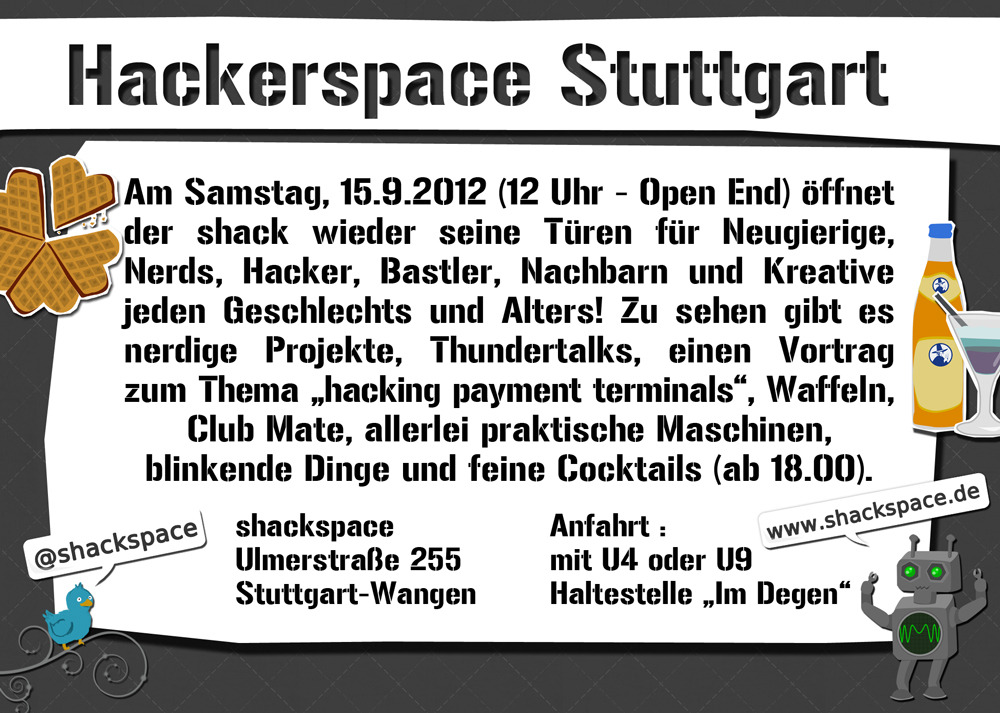 Hackerspace Stuttgart
Am Samstag, 15.9.2012 (12 Uhr - Open End) öffnet
der shack wieder seine Türen für Neugierige,
Nerds, Hacker, Bastler, Nachbarn und Kreative
jeden Geschlechts und Alters! Zu sehen gibt es
nerdige Projekte, Thundertalks, einen Vortrag
zum Thema „hacking payment terminals“, Waffeln,
Club Mate, allerlei praktische Maschinen,
blinkende Dinge und feine Cocktails (ab 18.00).
@shackspace
shackspace
Ulmerstraße 255
Stuttgart-Wangen
Anfahrt :
mit U4 oder U9
Haltestelle „Im Degen“
www.shackspace.de